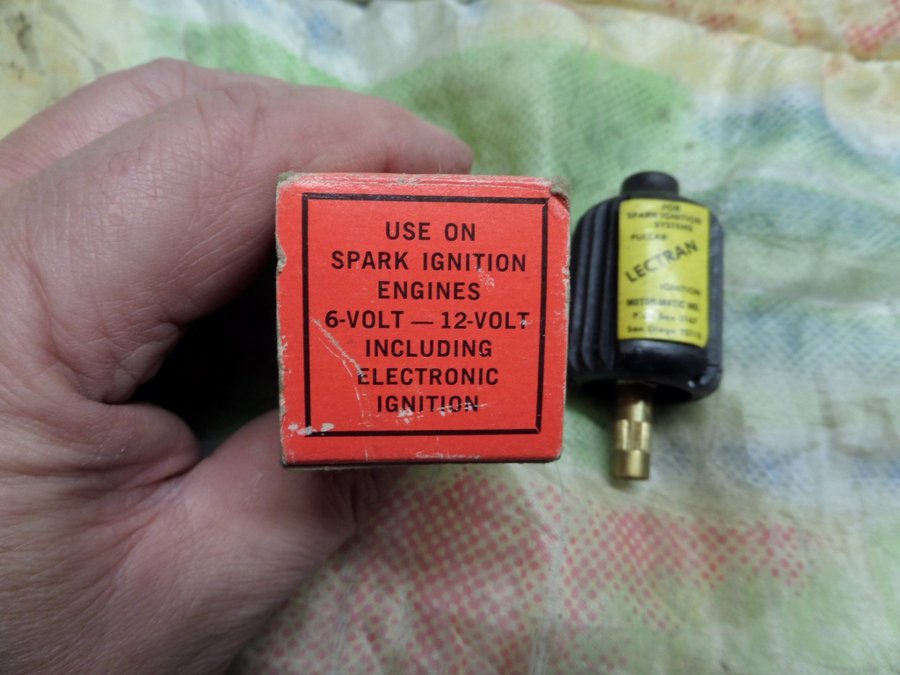 USE ON
SPARK IGNITION
ENGINES
6-VOLT — 12-VOLT
INCLUDING
ELECTRONIC
IGNITION
FOR
SPARK IGNITION
SYSTEMS
PULSAR
LECTRAN
IGNITION
MOTOR-MATIC INC.
P.O. Box
San Diego